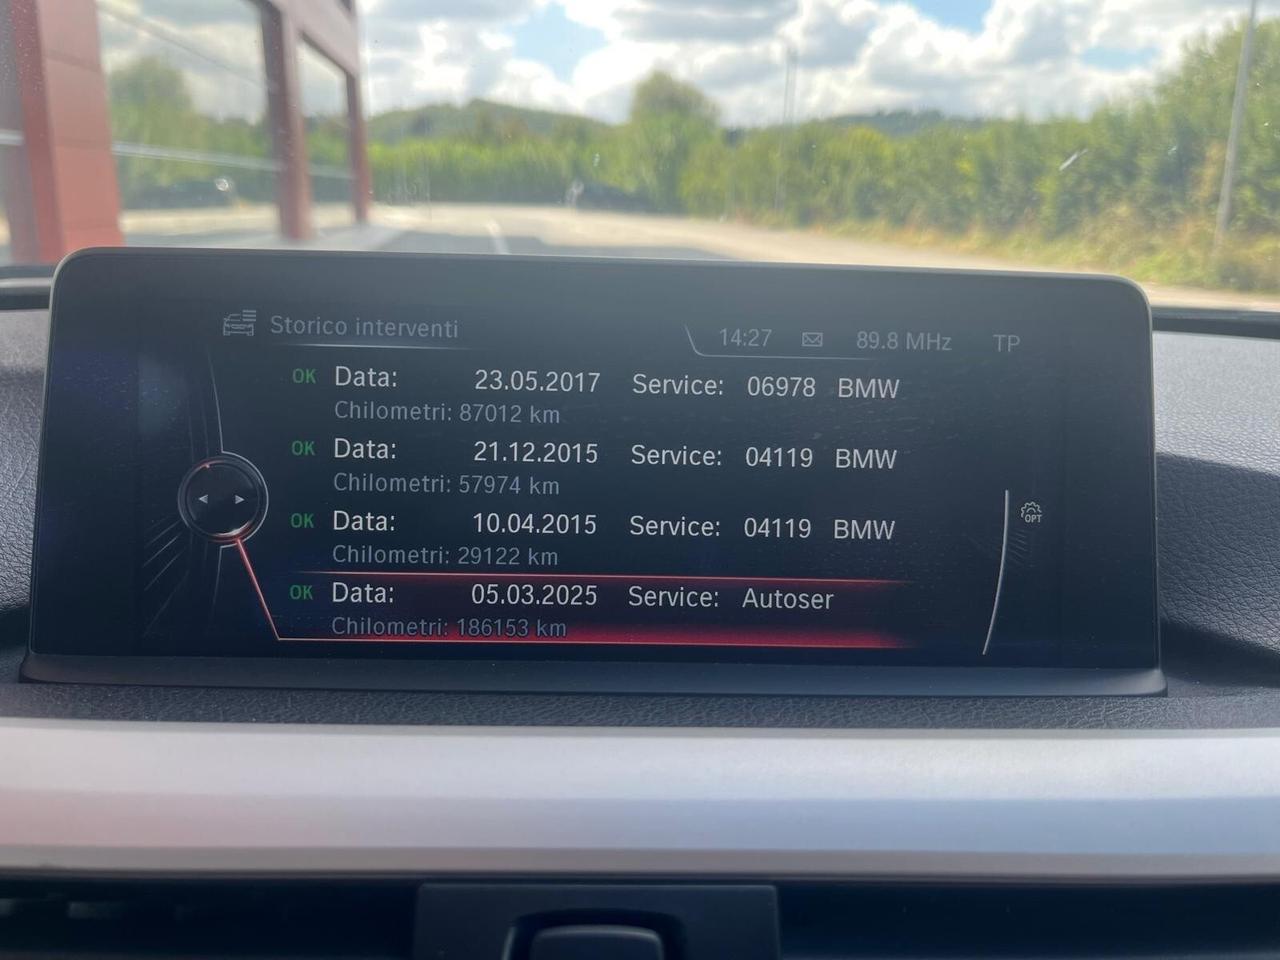 Storico interventi
14:27 89.8 MHz TP
OK Data: 23.05.2017 Service: 06978 BMW
Chilometri: 87012 km
OK Data: 21.12.2015 Service: 04119 BMW
Chilometri: 57974 km
OK Data: 10.04.2015 Service: 04119 BMW
Chilometri: 29122 km
OPT
OK Data: 05.03.2025 Service: Autoser
Chilometri: 186153 km